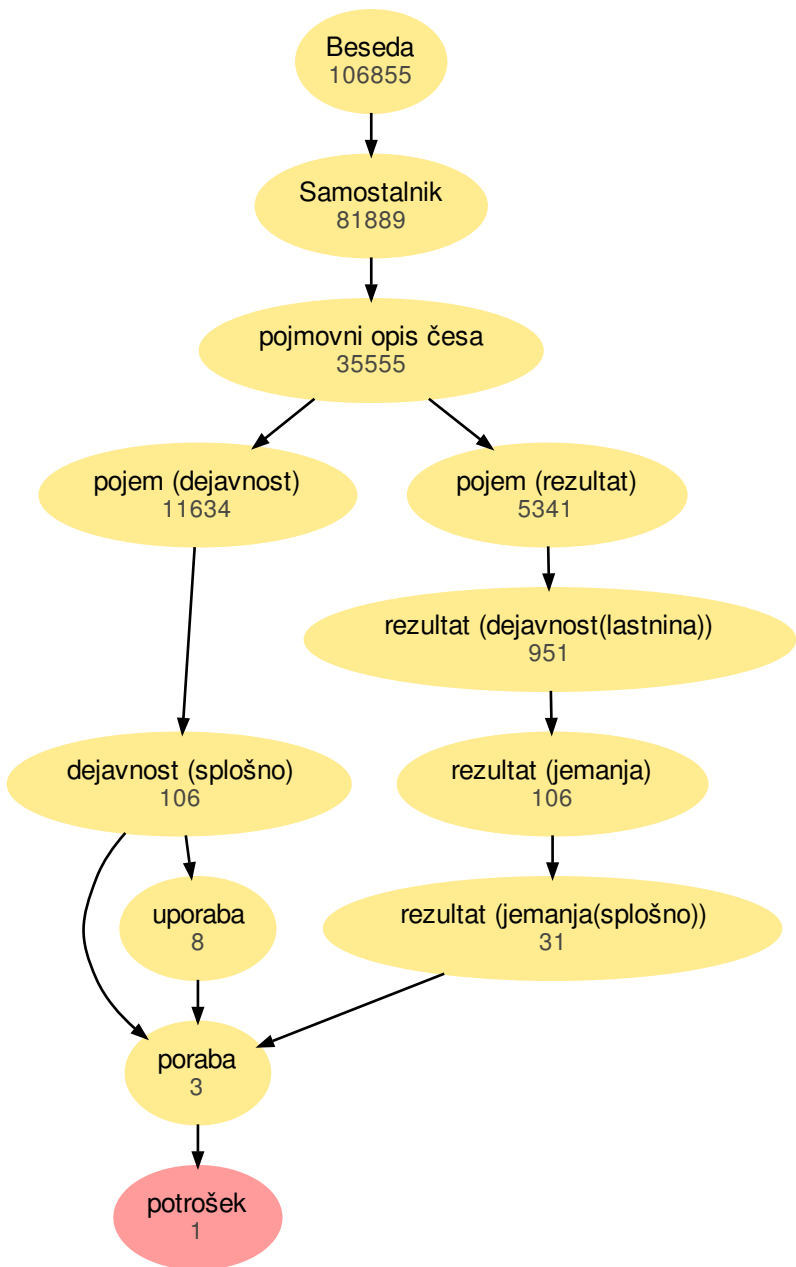 Beseda
106855
Samostalnik
81889
pojmovni opis česa
35555
pojem (dejavnost)
11634
pojem (rezultat)
5341
rezultat (dejavnost(lastnina))
951
dejavnost (splošno)
106
rezultat (jemanja)
106
uporaba
8
rezultat (jemanja(splošno))
31
poraba
3
potrošek
1